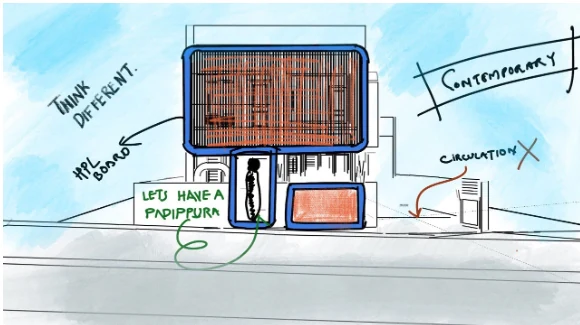 THINK
DIFFERENT.
HPL
BOARD
CONTEMPORARY
CIRCULATION X
LETS HAVE A
PADIPPURA